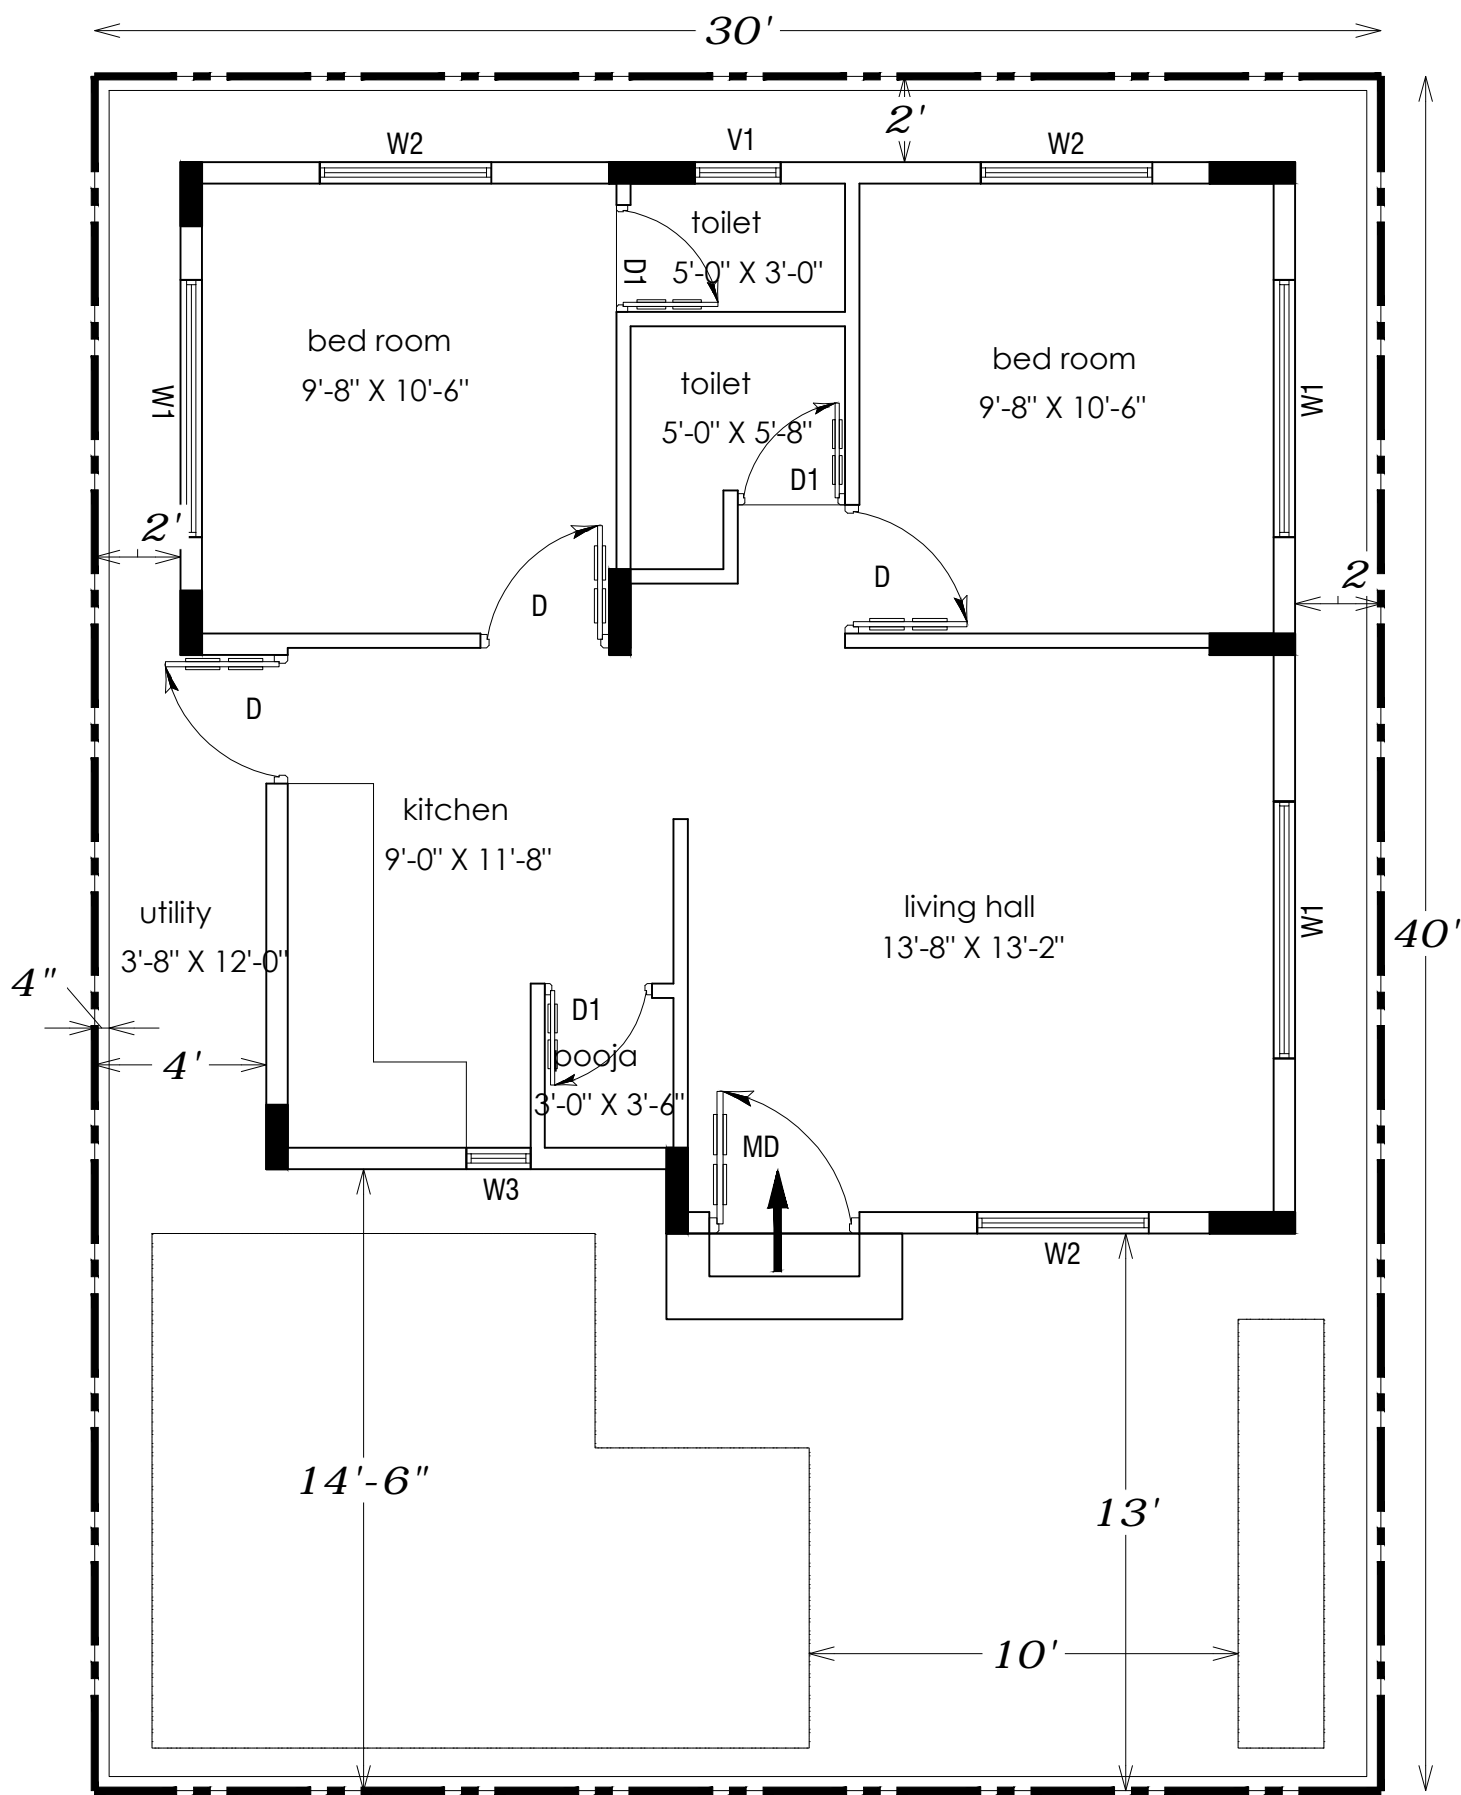 30'
2'
W2
V1
W2
toilet
5'-0" X 3'-0"
D1
bed room
9'-8" X 10'-6"
bed room
9'-8" X 10'-6"
toilet
5'-0" X 5'-8"
D1
W1
W1
2'
D
D
2
D
kitchen
9'-0" X 11'-8"
utility
3'-8" X 12'-0"
living hall
13'-8" X 13'-2"
W1
40'
4"
D1
pooja
3'-0" X 3'-6"
4'
MD
W3
W2
14'-6"
13'
10'